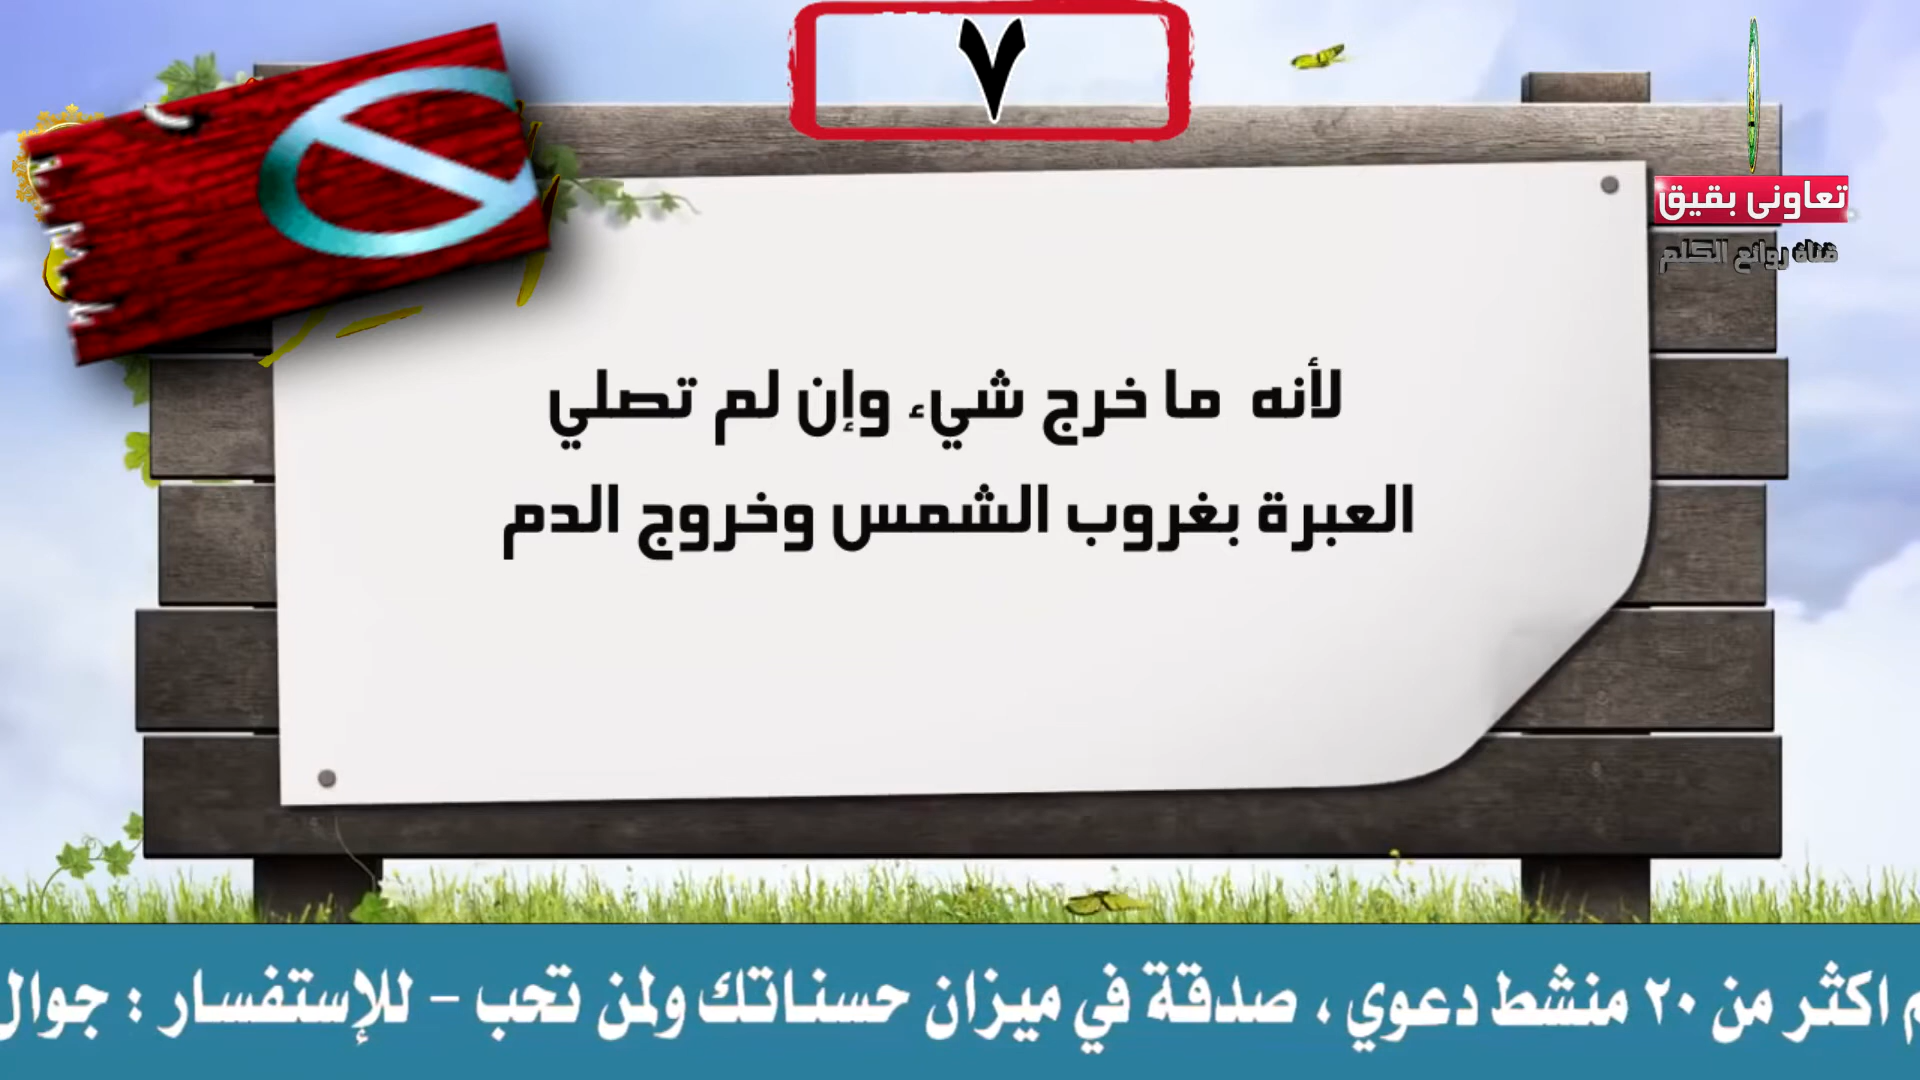 ٧
تعاونى بقيق
قناة روائع الكلم
لأنه ما خرج شيء وإن لم تصلي
العبرة بغروب الشمس وخروج الدم
اكثر من ٢٠ منشط دعوي ، صدقة في ميزان حسناتك ولمن تحب - للإستفسار : جوال